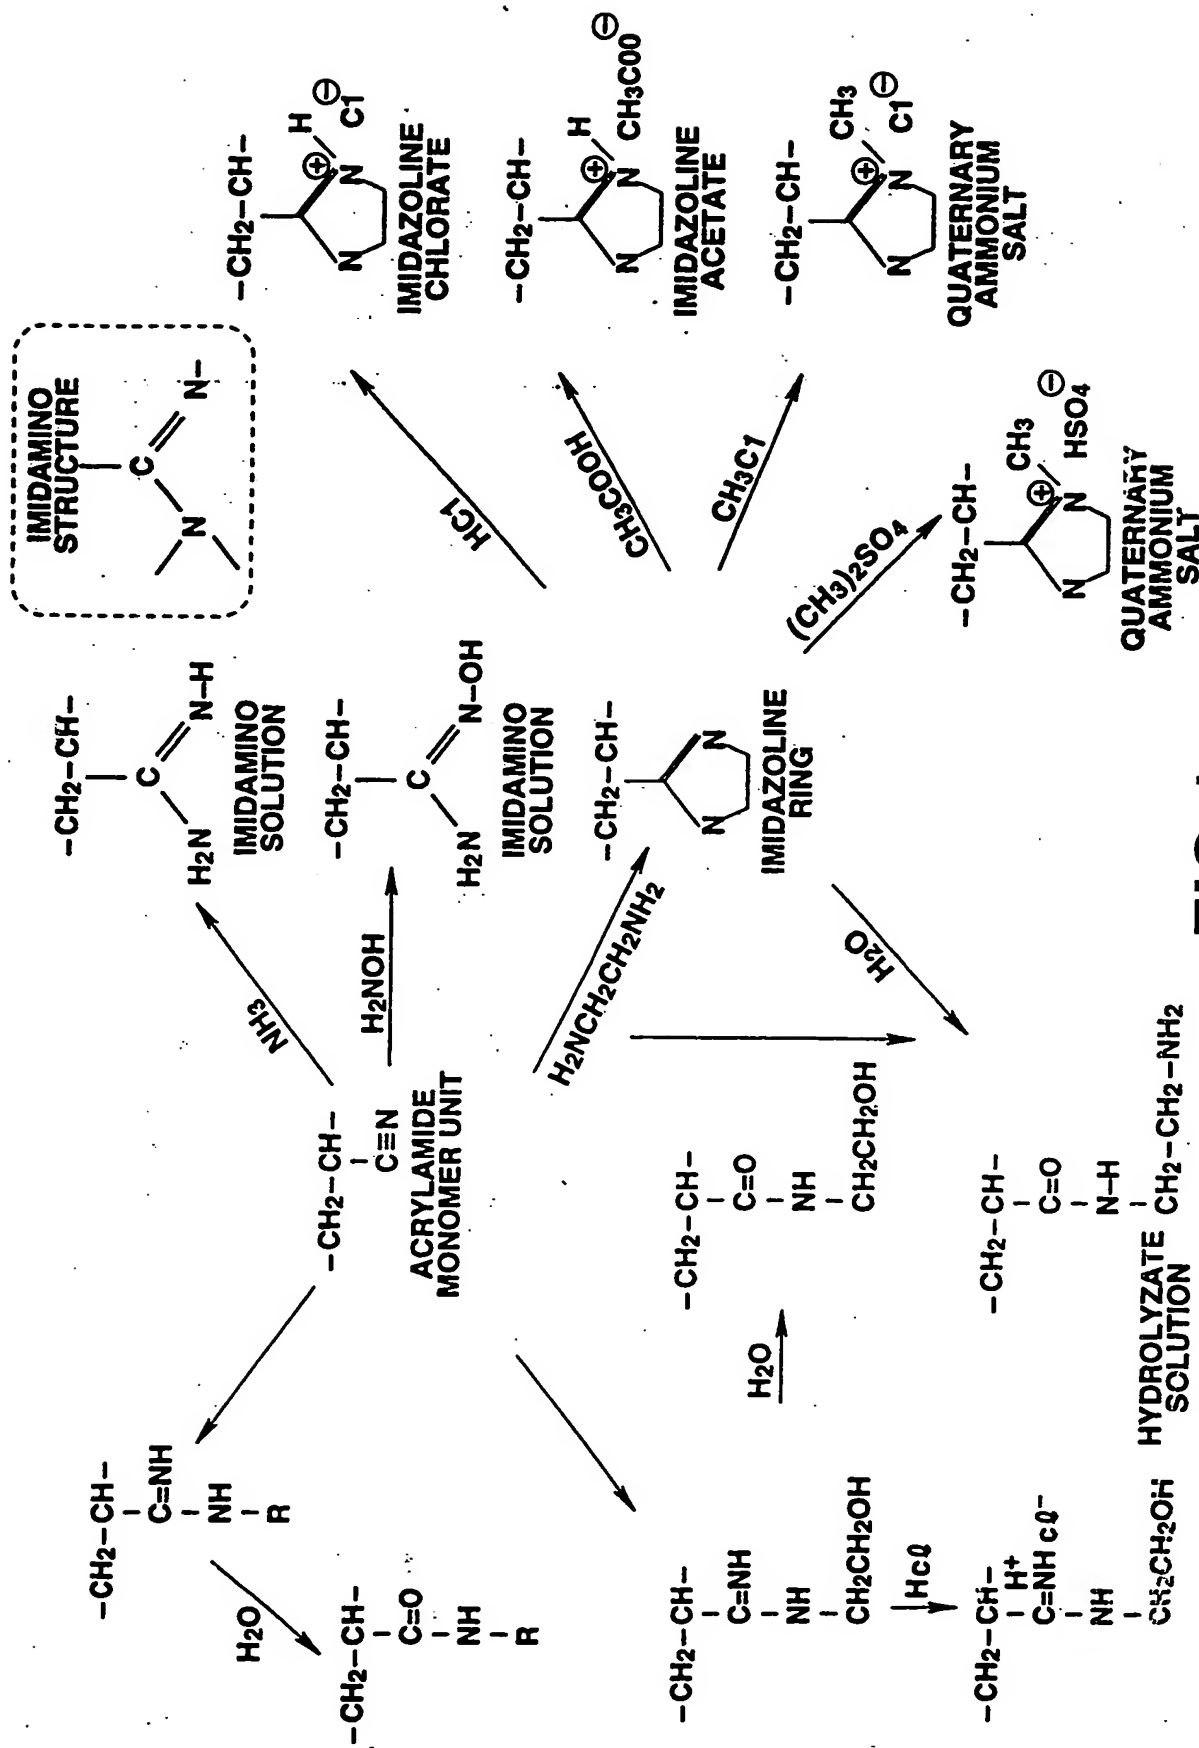 -CH2-CH-
C=NH
NH
R
H2O
-CH2-CH-
C=O
NH
R
-CH2-CH-
C≡N
ACRYLAMIDE
MONOMER UNIT
NH3
H2NOH
H2NCH2CH2NH2
-CH2-CH-
C
H2N
N-H
IMIDAMINO
SOLUTION
-CH2-CH-
C
H2N
N-OH
IMIDAMINO
SOLUTION
-CH2-CH-
N
N
IMIDAZOLINE
RING
IMIDAMINO
STRUCTURE
C
N
N-
HC1
CH3COOH
CH3C1
(CH3)2SO4
-CH2-CH-
N
⊕
N
H
⊖
C1
IMIDAZOLINE
CHLORATE
-CH2-CH-
N
⊕
N
H
⊖
CH3COO
IMIDAZOLINE
ACETATE
-CH2-CH-
N
⊕
N
CH3
⊖
C1
QUATERNARY
AMMONIUM
SALT
-CH2-CH-
N
⊕
N
CH3
⊖
HSO4
QUATERNARY
AMMONIUM
SALT
-CH2-CH-
C=NH
NH
CH2CH2OH
H2O
-CH2-CH-
C=O
NH
CH2CH2OH
H2O
Hcl
-CH2-CH-
H+
C=NH cl-
NH
CH2CH2OH
-CH2-CH-
C=O
N-H
CH2-CH2-NH2
HYDROLYZATE
SOLUTION